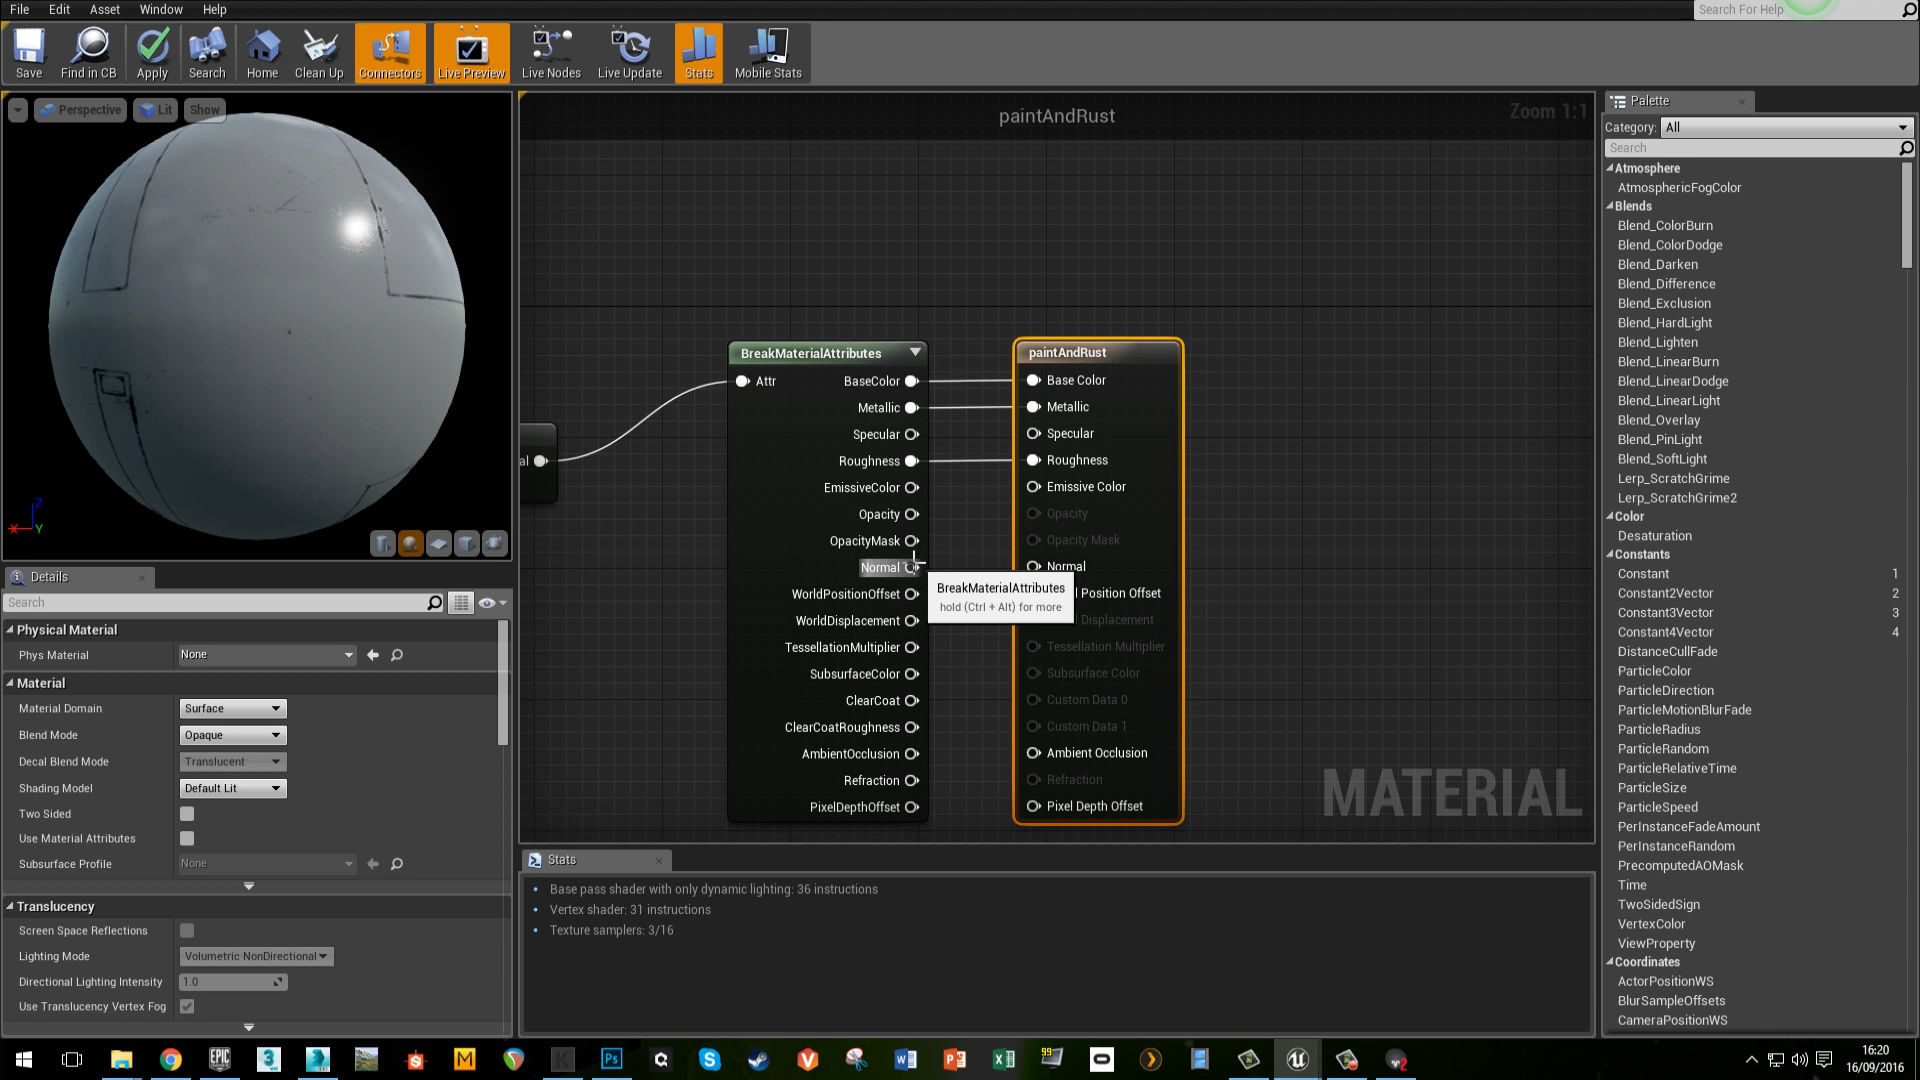 File Edit Asset Window Help
Search For Help
Save Find in CB Apply Search Home Clean Up Connectors Live Preview Live Nodes Live Update Stats Mobile Stats
Perspective Lit Show
X Z Y
paintAndRust
Zoom 1:1
al
BreakMaterialAttributes
Attr
BaseColor
Metallic
Specular
Roughness
EmissiveColor
Opacity
OpacityMask
Normal
WorldPositionOffset
WorldDisplacement
TessellationMultiplier
SubsurfaceColor
ClearCoat
ClearCoatRoughness
AmbientOcclusion
Refraction
PixelDepthOffset
BreakMaterialAttributes
hold (Ctrl + Alt) for more
paintAndRust
Base Color
Metallic
Specular
Roughness
Emissive Color
Opacity
Opacity Mask
Normal
l Position Offset
Displacement
Tessellation Multiplier
Subsurface Color
Custom Data 0
Custom Data 1
Ambient Occlusion
Refraction
Pixel Depth Offset
MATERIAL
Details
Search
Physical Material
Phys Material None
Material
Material Domain Surface
Blend Mode Opaque
Decal Blend Mode Translucent
Shading Model Default Lit
Two Sided
Use Material Attributes
Subsurface Profile None
Translucency
Screen Space Reflections
Lighting Mode Volumetric NonDirectional
Directional Lighting Intensity 1.0
Use Translucency Vertex Fog
Stats
Base pass shader with only dynamic lighting: 36 instructions
Vertex shader: 31 instructions
Texture samplers: 3/16
Palette
Category: All
Search
Atmosphere
AtmosphericFogColor
Blends
Blend_ColorBurn
Blend_ColorDodge
Blend_Darken
Blend_Difference
Blend_Exclusion
Blend_HardLight
Blend_Lighten
Blend_LinearBurn
Blend_LinearDodge
Blend_LinearLight
Blend_Overlay
Blend_PinLight
Blend_SoftLight
Lerp_ScratchGrime
Lerp_ScratchGrime2
Color
Desaturation
Constants
Constant 1
Constant2Vector 2
Constant3Vector 3
Constant4Vector 4
DistanceCullFade
ParticleColor
ParticleDirection
ParticleMotionBlurFade
ParticleRadius
ParticleRandom
ParticleRelativeTime
ParticleSize
ParticleSpeed
PerInstanceFadeAmount
PerInstanceRandom
PrecomputedAOMask
Time
TwoSidedSign
VertexColor
ViewProperty
Coordinates
ActorPositionWS
BlurSampleOffsets
CameraPositionWS
EPIC
3
M
K
Ps
99
16:20
16/09/2016